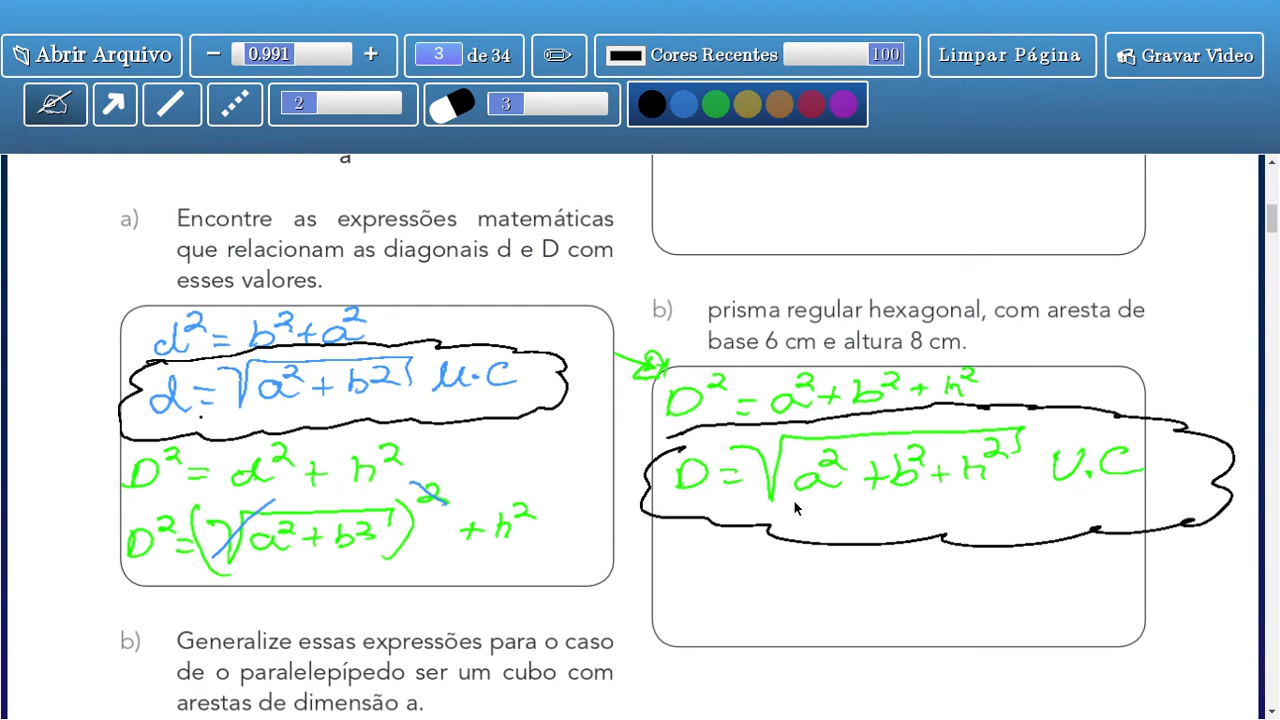 Abrir Arquivo
− 0.991 +
3 de 34
Cores Recentes 100
Limpar Página
Gravar Video
2
3
a
a) Encontre as expressões matemáticas
que relacionam as diagonais d e D com
esses valores.
d² = b² + a²
d = √a² + b² u.c
D² = d² + h²
D² = (√a² + b²)² + h²
b) Generalize essas expressões para o caso
de o paralelepípedo ser um cubo com
arestas de dimensão a.
b) prisma regular hexagonal, com aresta de
base 6 cm e altura 8 cm.
D² = a² + b² + h²
D = √a² + b² + h² U.C